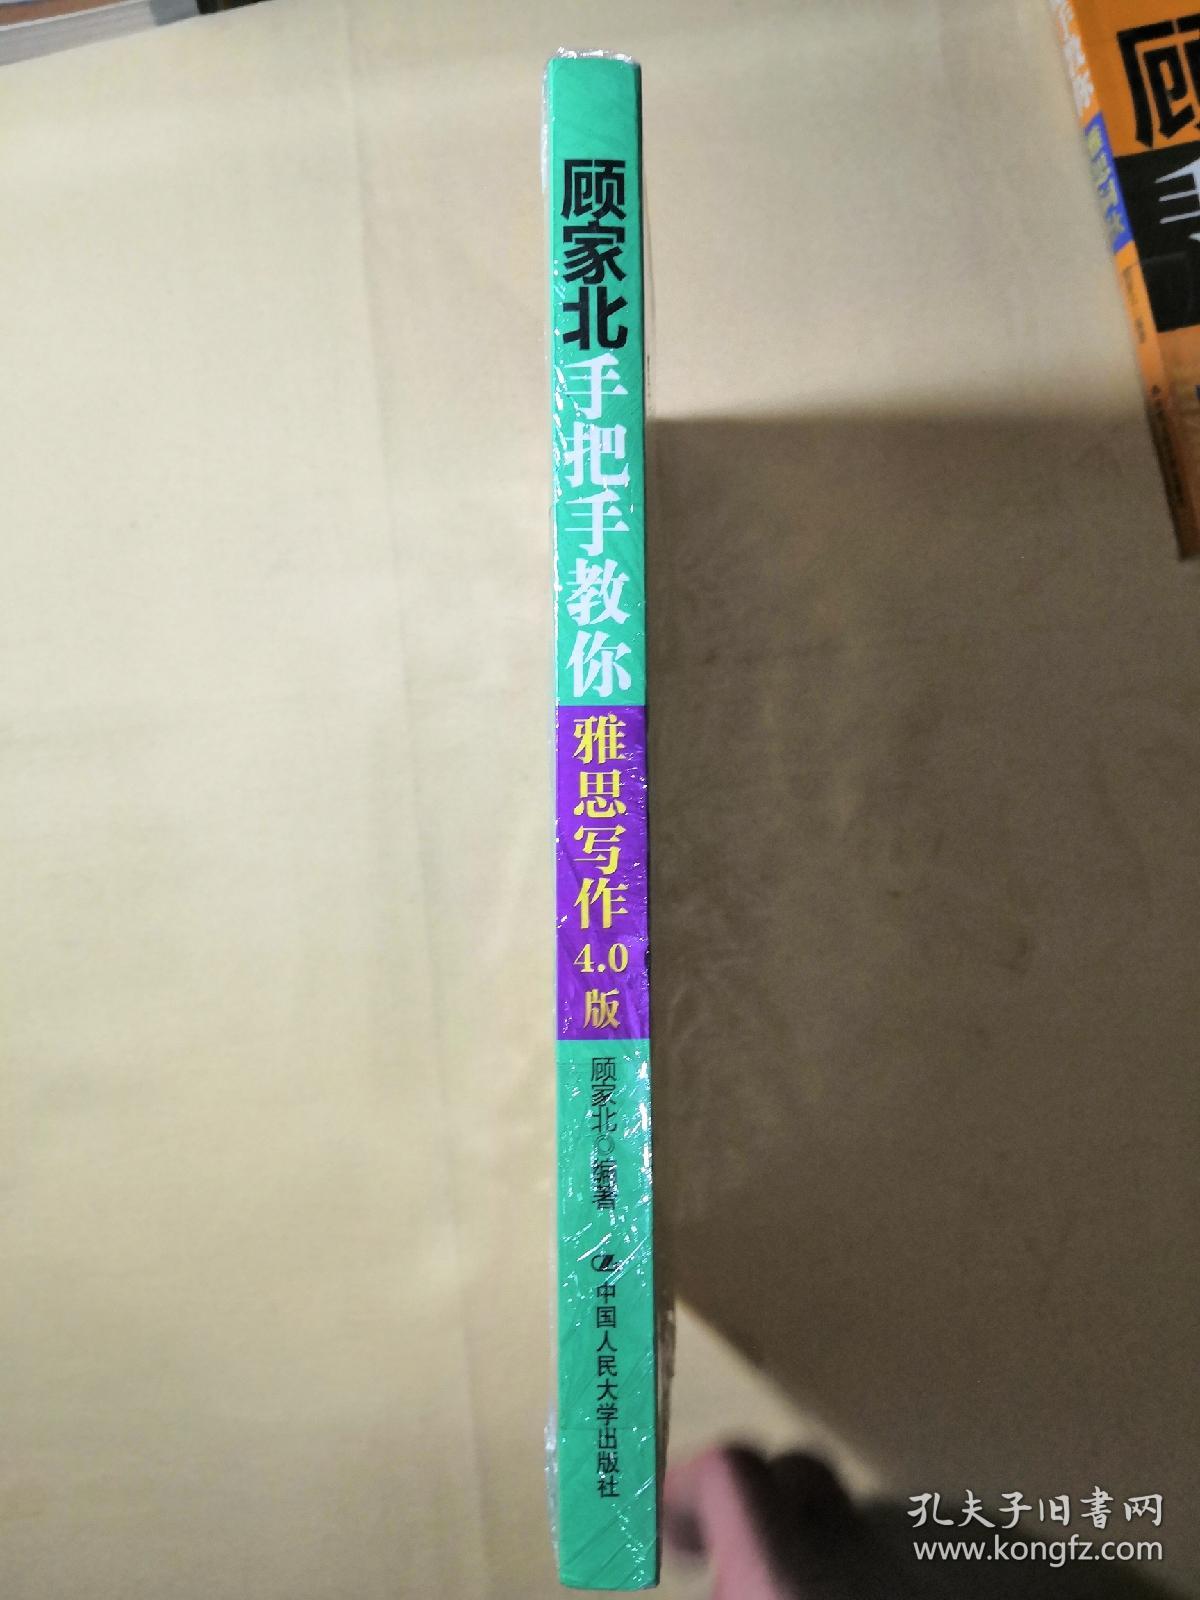 顾家北
手把手教你
雅思写作
4.0
版
顾家北◎编著
中国人民大学出版社
顾
手
孔夫子旧书网
www.kongfz.com